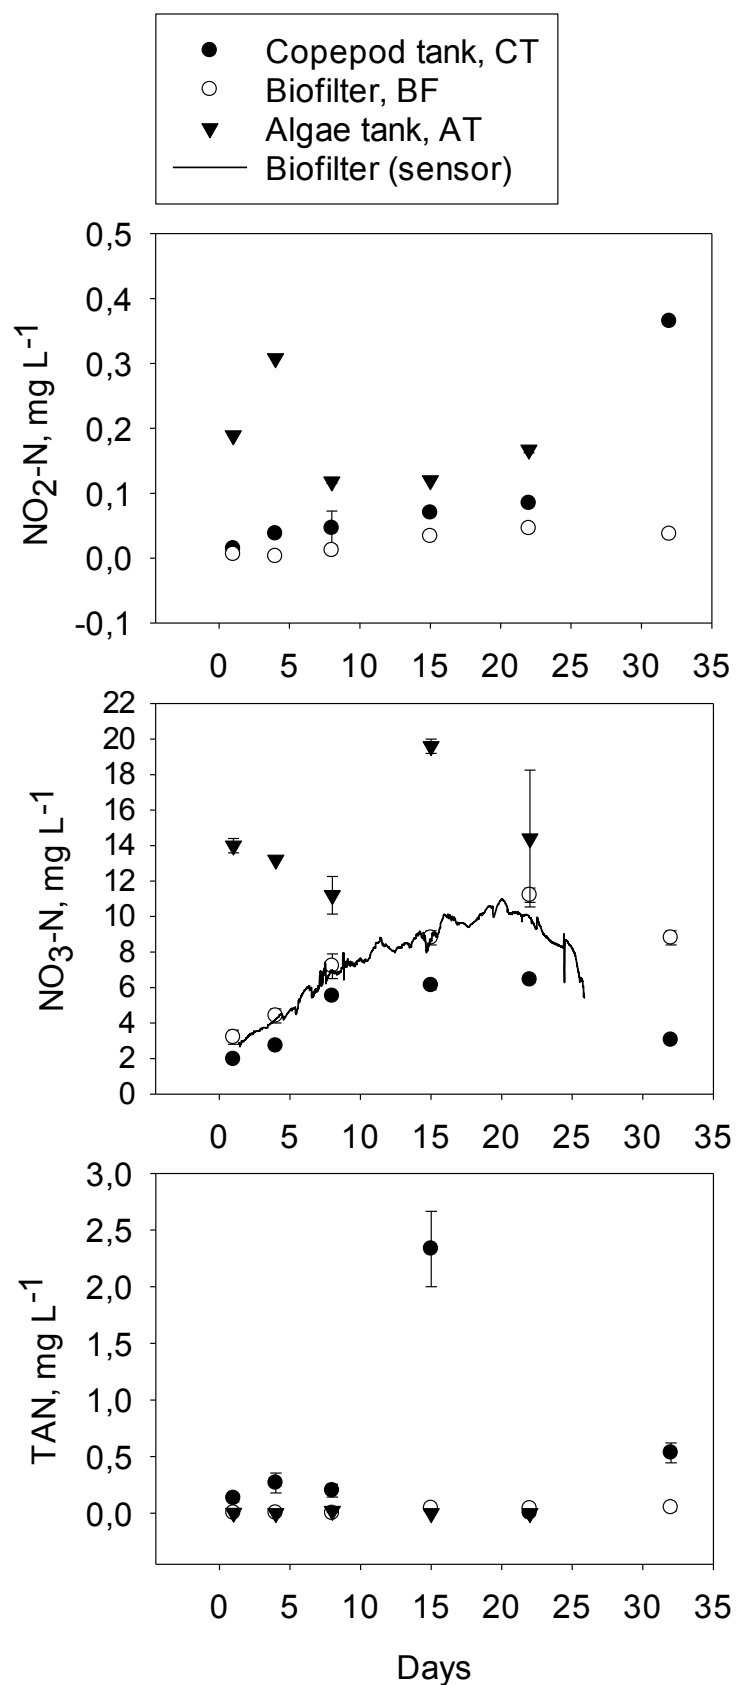 Copepod tank, CT
Biofilter, BF
Algae tank, AT
Biofilter (sensor)
NO2-N, mg L-1
0,5
0,4
0,3
0,2
0,1
0,0
-0,1
0 5 10 15 20 25 30 35
NO3-N, mg L-1
22
20
18
16
14
12
10
8
6
4
2
0
0 5 10 15 20 25 30 35
TAN, mg L-1
3,0
2,5
2,0
1,5
1,0
0,5
0,0
0 5 10 15 20 25 30 35
Days